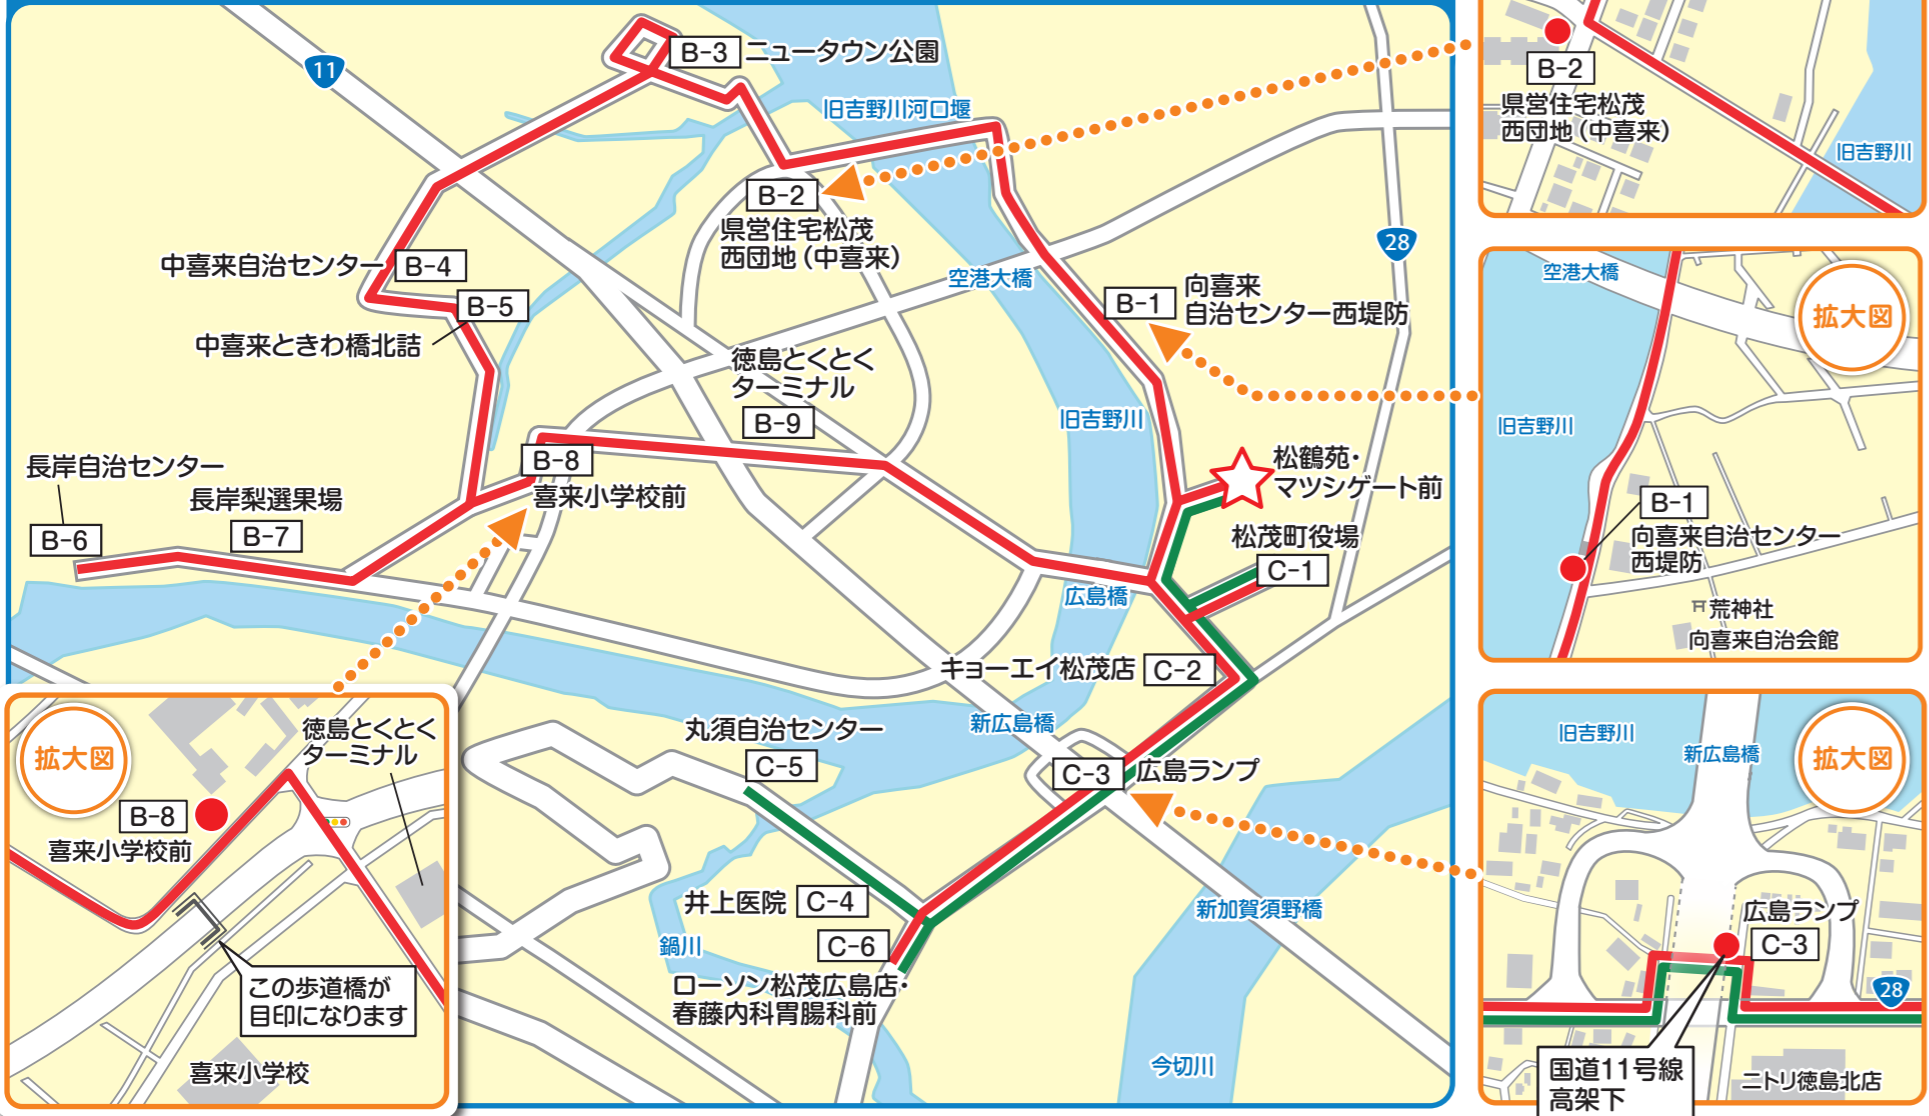 11
B-3 ニュータウン公園
旧吉野川河口堰
B-2
県営住宅松茂
西団地（中喜来）
28
空港大橋
中喜来自治センター B-4
B-5
中喜来ときわ橋北詰
B-1
向喜来
自治センター西堤防
徳島とくとく
ターミナル
B-9
旧吉野川
長岸自治センター
B-6
長岸梨選果場
B-7
B-8
喜来小学校前
松鶴苑・
マツシゲート前
松茂町役場
C-1
広島橋
キョーエイ松茂店 C-2
新広島橋
丸須自治センター
C-5
C-3 広島ランプ
井上医院 C-4
C-6
ローソン松茂広島店・
春藤内科胃腸科前
鍋川
新加賀須野橋
今切川
拡大図
徳島とくとく
ターミナル
B-8
喜来小学校前
この歩道橋が
目印になります
喜来小学校
B-2
県営住宅松茂
西団地（中喜来）
旧吉野川
空港大橋
拡大図
旧吉野川
B-1
向喜来自治センター
西堤防
荒神社
向喜来自治会館
旧吉野川
新広島橋
拡大図
広島ランプ
C-3
28
国道11号線
高架下
ニトリ徳島北店